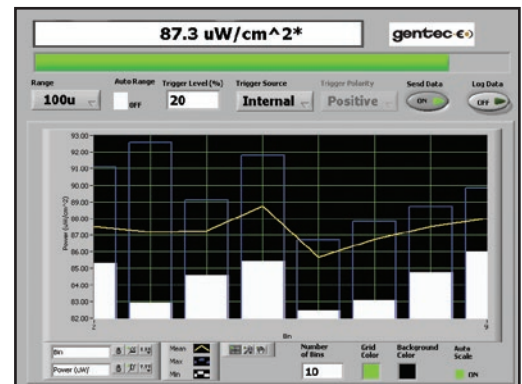 87.3 uW/cm^2*
gentec-EO
Range
Auto Range
Trigger Level (%)
Trigger Source
Trigger Polarity
Send Data
Log Data
100u
OFF
20
Internal
Positive
ON
OFF
93.00
92.00
91.00
90.00
89.00
88.00
87.00
86.00
85.00
84.00
83.00
82.00
Power (uW/cm^2)
2
9
Bin
Bin
Power (uW/
Mean
Max
Min
Number of Bins
10
Grid Color
Background Color
Auto Scale
ON